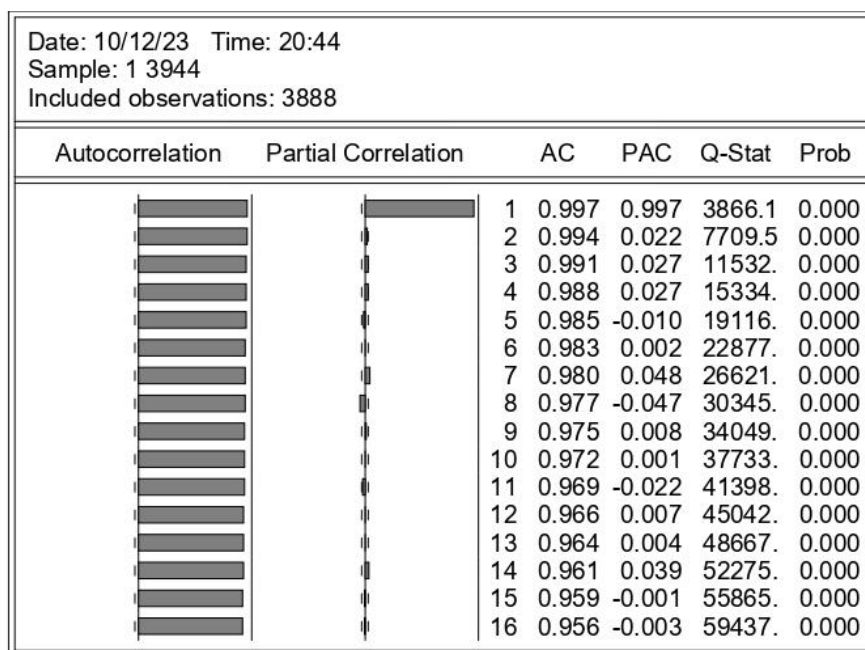 Date: 10/12/23 Time: 20:44
Sample: 1 3944
Included observations: 3888
Autocorrelation Partial Correlation AC PAC Q-Stat Prob
1 0.997 0.997 3866.1 0.000
2 0.994 0.022 7709.5 0.000
3 0.991 0.027 11532. 0.000
4 0.988 0.027 15334. 0.000
5 0.985 -0.010 19116. 0.000
6 0.983 0.002 22877. 0.000
7 0.980 0.048 26621. 0.000
8 0.977 -0.047 30345. 0.000
9 0.975 0.008 34049. 0.000
10 0.972 0.001 37733. 0.000
11 0.969 -0.022 41398. 0.000
12 0.966 0.007 45042. 0.000
13 0.964 0.004 48667. 0.000
14 0.961 0.039 52275. 0.000
15 0.959 -0.001 55865. 0.000
16 0.956 -0.003 59437. 0.000